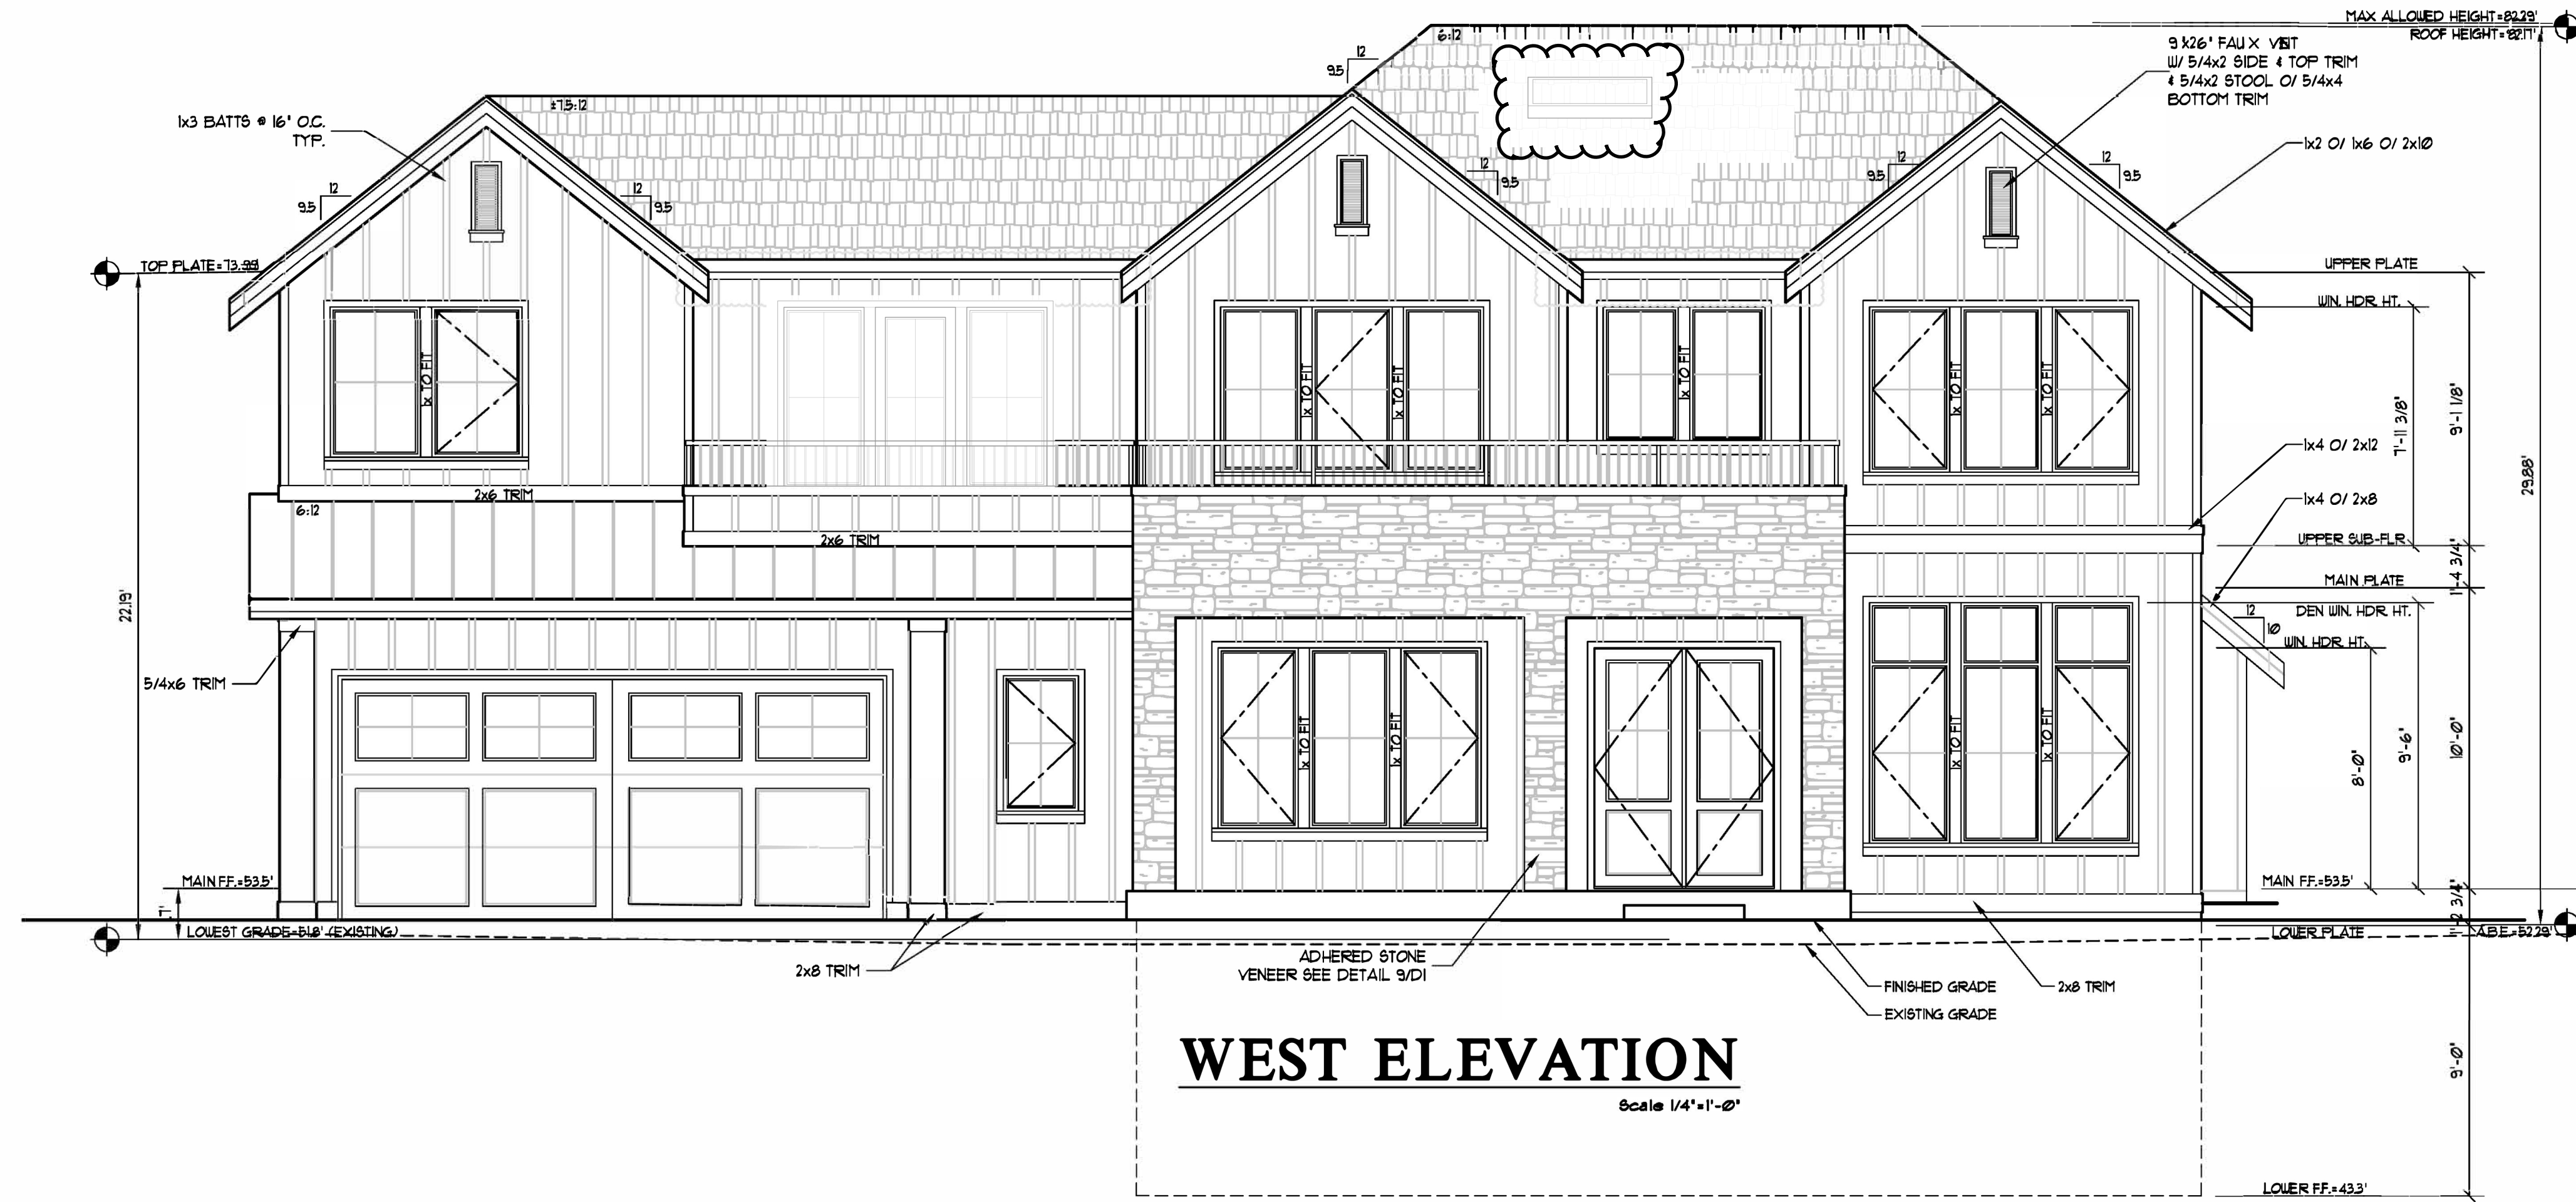 MAX ALLOWED HEIGHT=82.29'
ROOF HEIGHT=82.17'
9"x26" FAUX VENT
W/ 5/4x2 SIDE & TOP TRIM
& 5/4x2 STOOL O/ 5/4x4
BOTTOM TRIM
6:12
12
9.5
±7.5:12
1x3 BATTS @ 16" O.C.
TYP.
1x2 O/ 1x6 O/ 2x10
12
9.5
12
9.5
12
9.5
12
9.5
12
9.5
TOP PLATE=73.99'
UPPER PLATE
WIN. HDR. HT.
1x TO FIT
1x TO FIT
1x TO FIT
1x TO FIT
1x TO FIT
1x TO FIT
7'-11 3/8"
9'-1 1/8"
29.88'
1x4 O/ 2x12
1x4 O/ 2x8
2x6 TRIM
6:12
2x6 TRIM
UPPER SUB-FLR
1'-4 3/4"
MAIN PLATE
22.19'
DEN WIN. HDR. HT.
12
10
WIN. HDR. HT.
5/4x6 TRIM
1x TO FIT
1x TO FIT
1x TO FIT
1x TO FIT
8'-0"
9'-6"
10'-0"
MAIN F.F.=53.5'
1.7'
MAIN F.F.=53.5'
1'-2 3/4"
LOWEST GRADE=51.8' (EXISTING)
LOWER PLATE
A.B.E.=52.29'
2x8 TRIM
ADHERED STONE
VENEER SEE DETAIL 9/D1
FINISHED GRADE
2x8 TRIM
EXISTING GRADE
WEST ELEVATION
Scale 1/4"=1'-0"
9'-0"
LOWER F.F.=43.3'